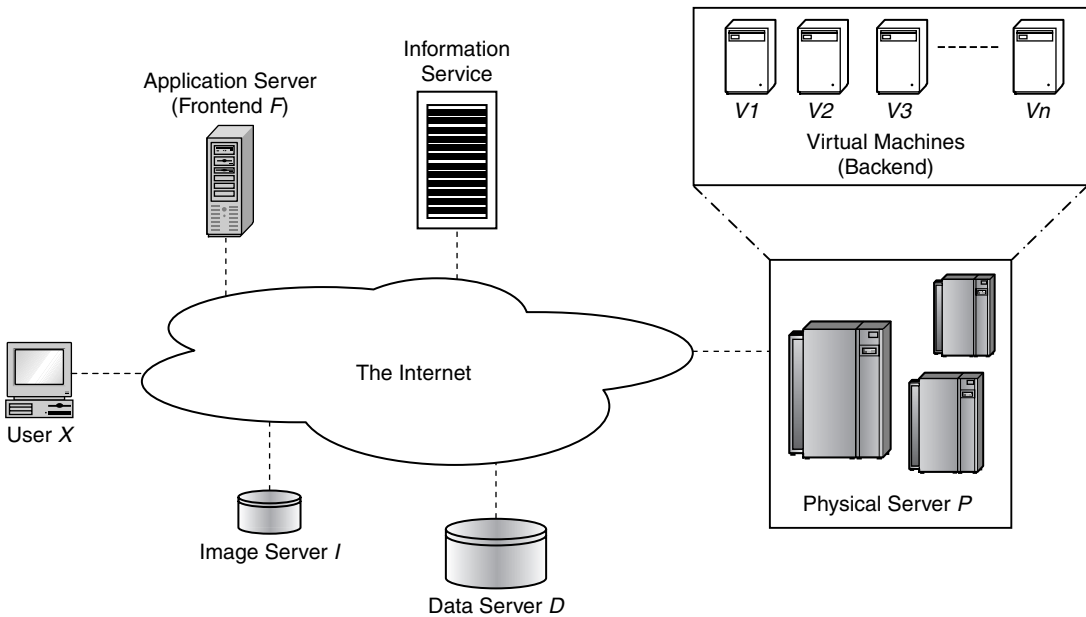 Application Server
(Frontend F)
Information
Service
V1
V2
V3
Vn
Virtual Machines
(Backend)
The Internet
User X
Image Server I
Data Server D
Physical Server P